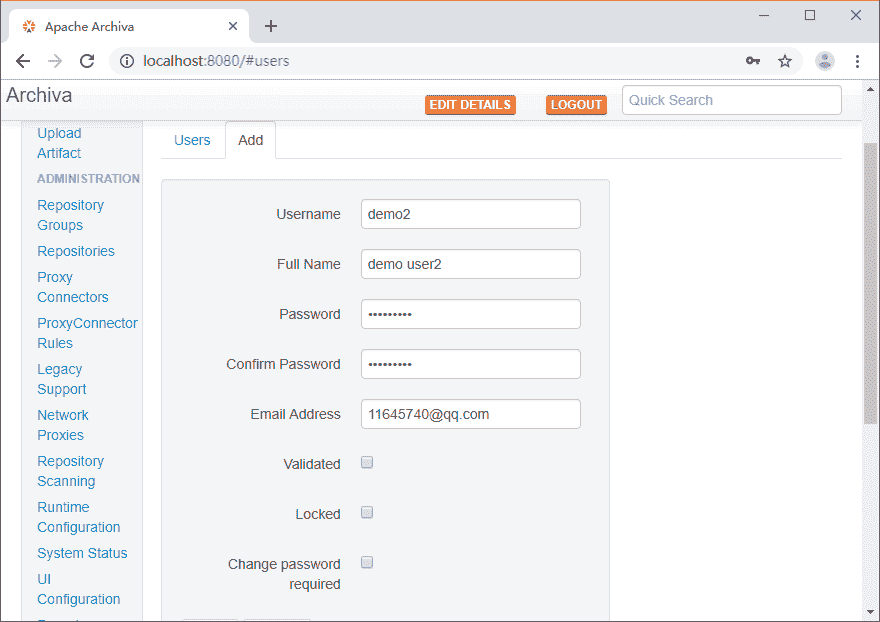 Apache Archiva
localhost:8080/#users
Archiva
EDIT DETAILS
LOGOUT
Quick Search
Upload
Artifact
ADMINISTRATION
Repository
Groups
Repositories
Proxy
Connectors
ProxyConnector
Rules
Legacy
Support
Network
Proxies
Repository
Scanning
Runtime
Configuration
System Status
UI
Configuration
Users
Add
Username
demo2
Full Name
demo user2
Password
•••••••••
Confirm Password
•••••••••
Email Address
11645740@qq.com
Validated
Locked
Change password
required